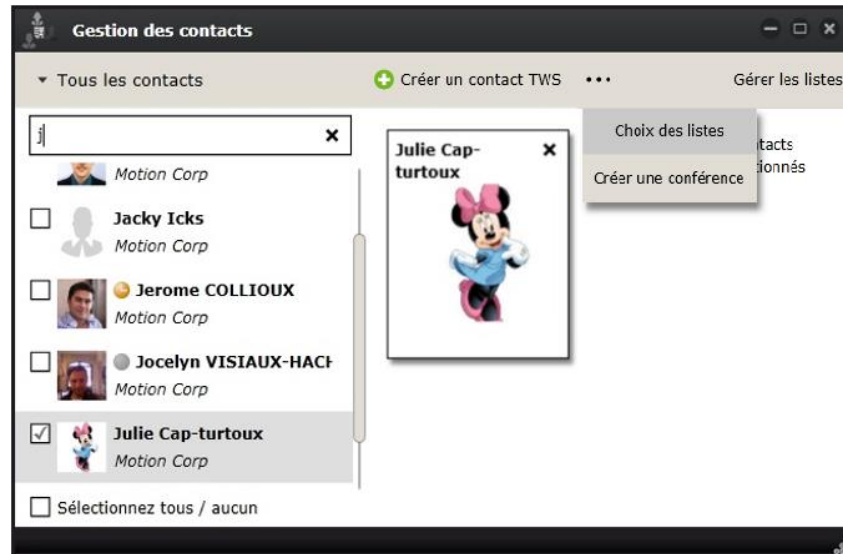 Gestion des contacts
Tous les contacts
Créer un contact TWS
Gérer les listes
j
Motion Corp
Jacky Icks
Motion Corp
Jerome COLLIOUX
Motion Corp
Jocelyn VISIAUX-HACH
Motion Corp
Julie Cap-turtoux
Motion Corp
Sélectionnez tous / aucun
Julie Cap-
turtoux
Choix des listes
Créer une conférence
tacts
tionnés